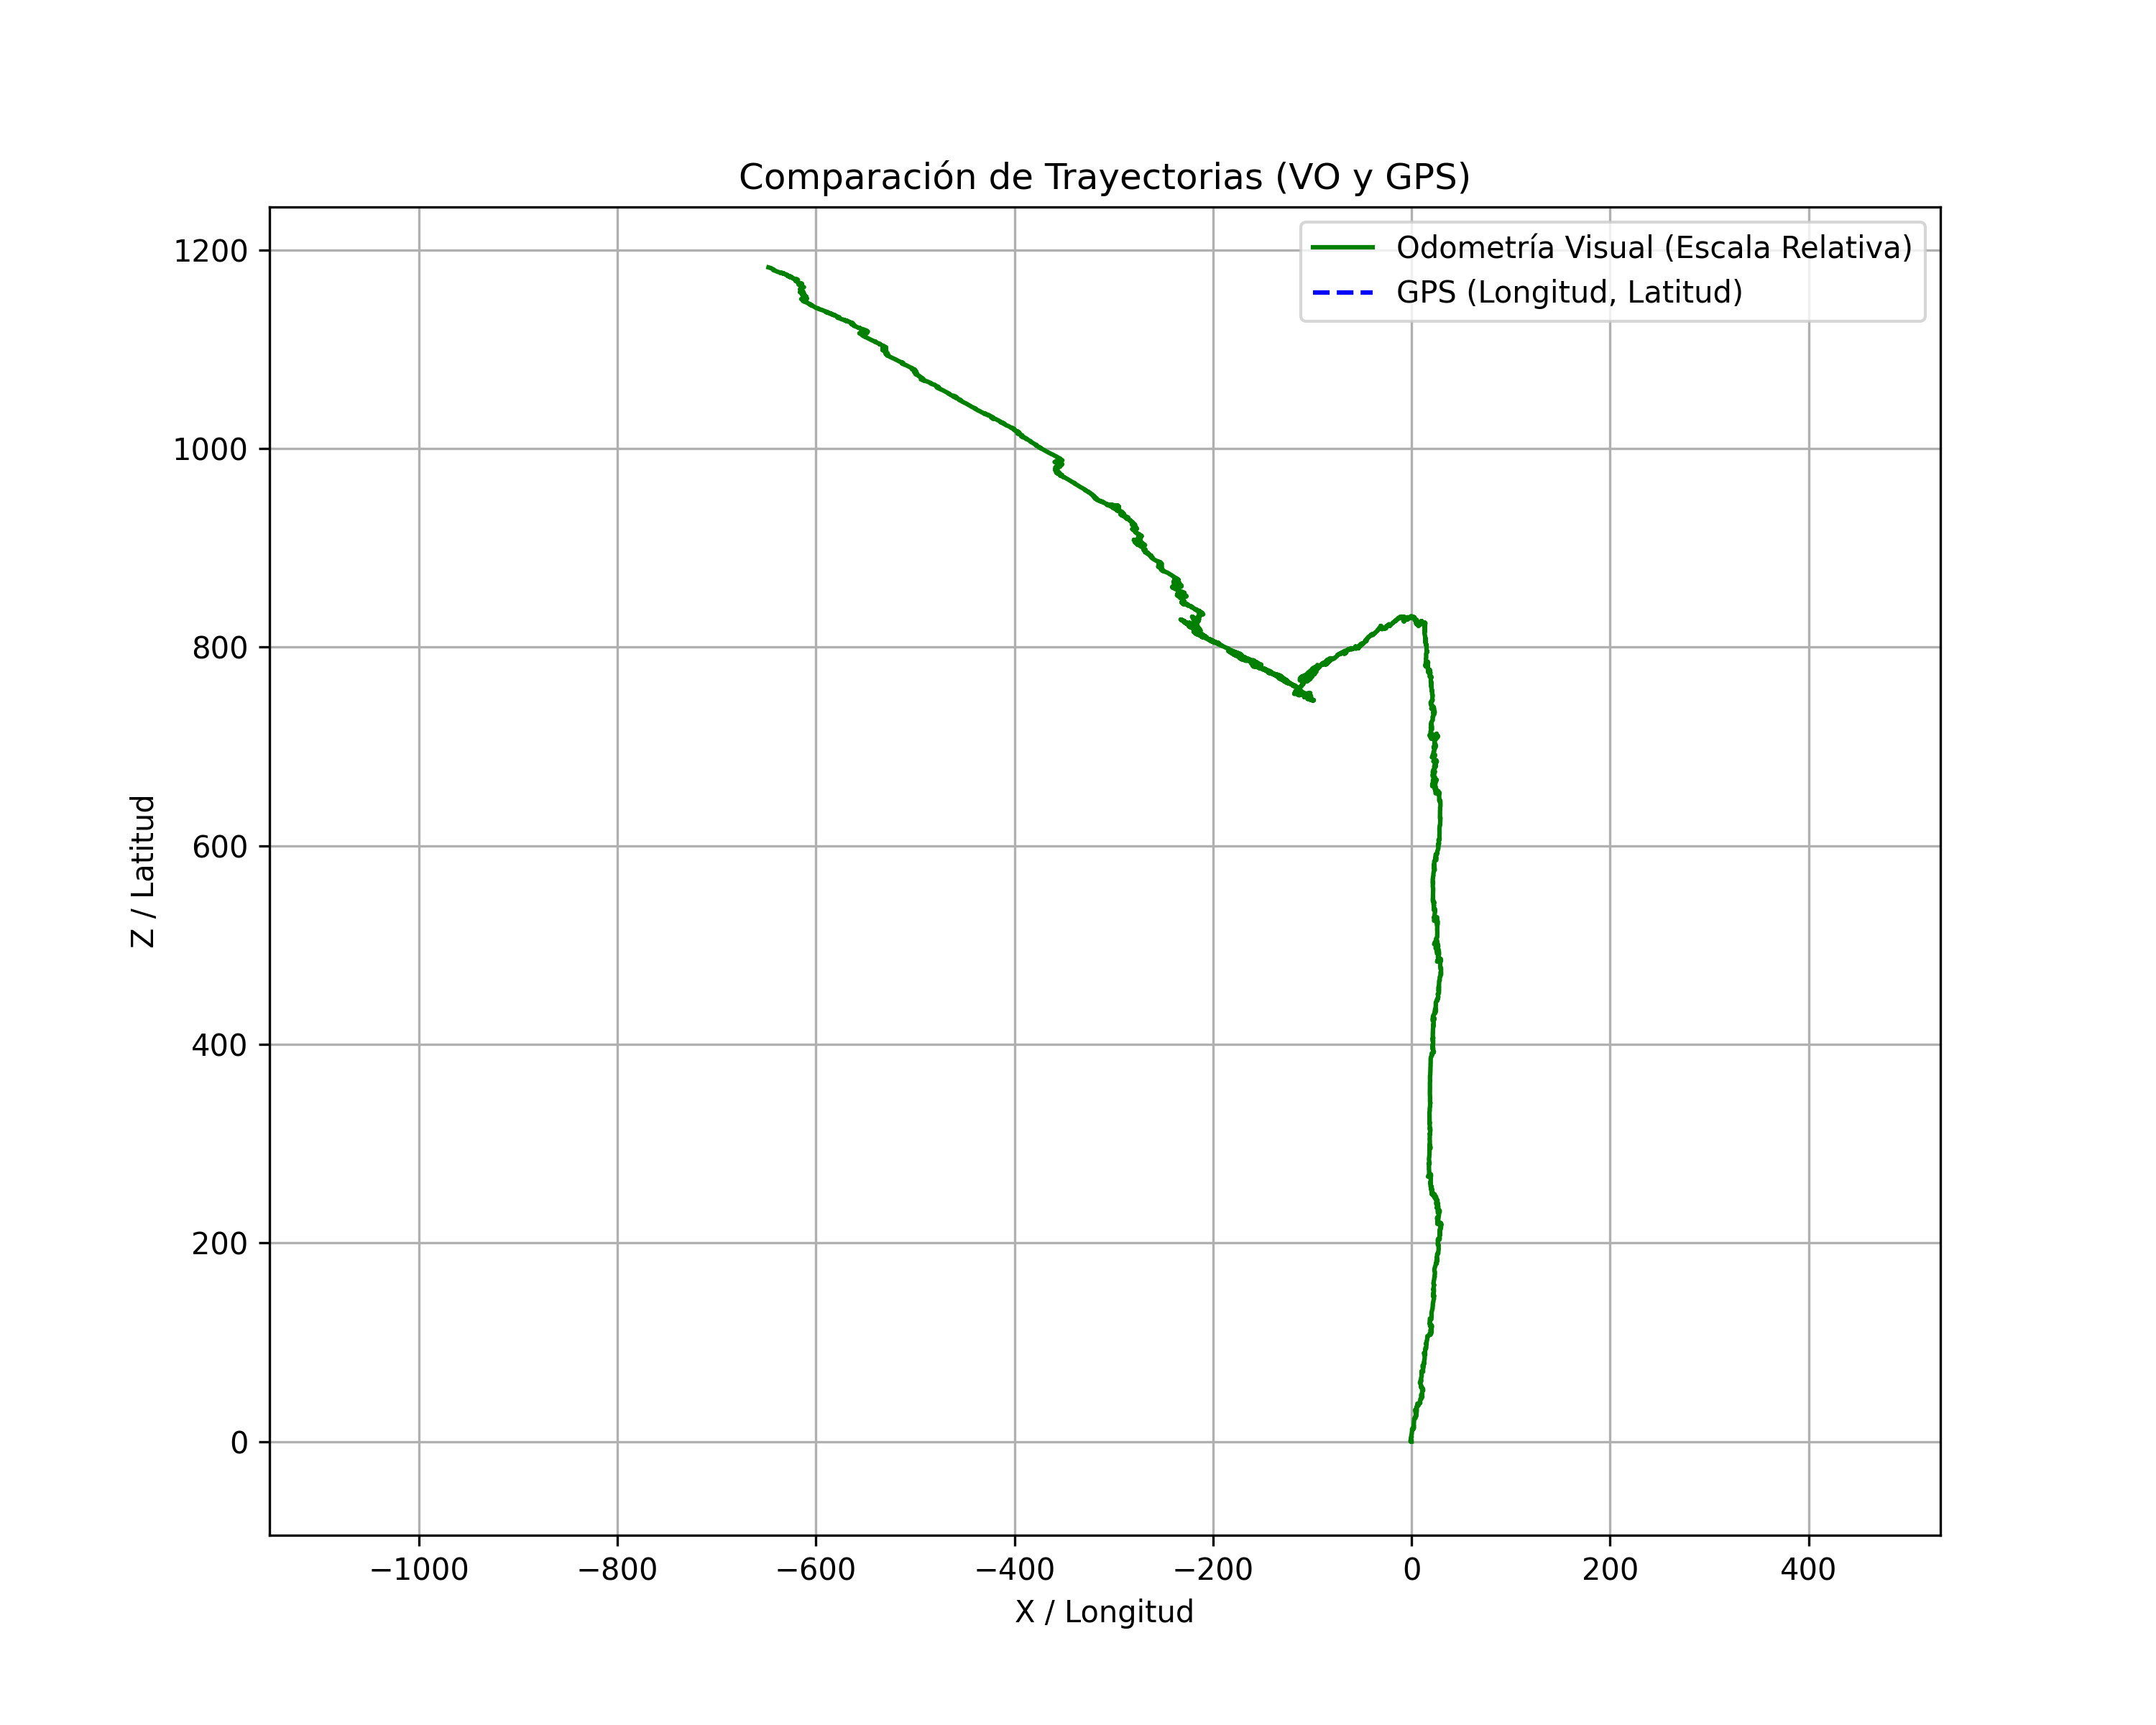 Comparación de Trayectorias (VO y GPS)
Odometría Visual (Escala Relativa)
GPS (Longitud, Latitud)
1200
1000
800
600
400
200
0
Z / Latitud
−1000 −800 −600 −400 −200 0 200 400
X / Longitud